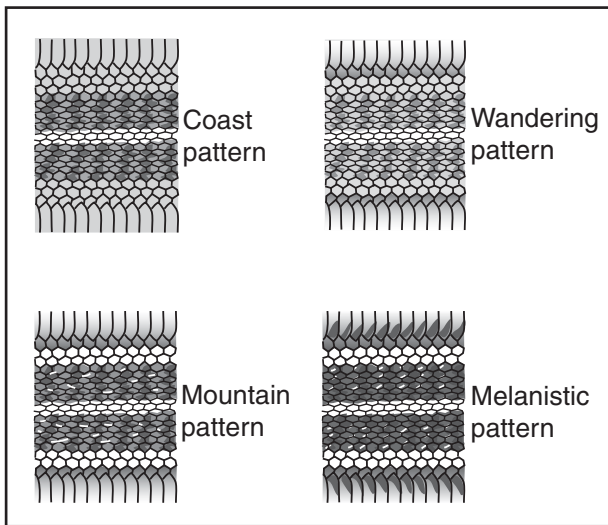 Coast
pattern
Wandering
pattern
Mountain
pattern
Melanistic
pattern